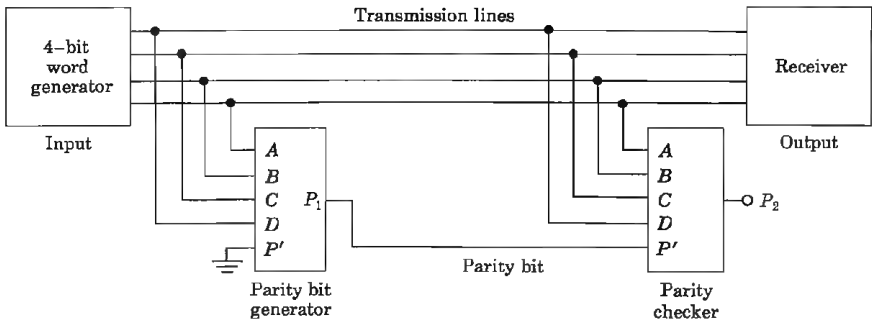 Transmission lines
4-bit
word
generator
Receiver
Input
Output
A
B
C
D
P'
P1
A
B
C
D
P'
P2
Parity bit
Parity bit
generator
Parity
checker